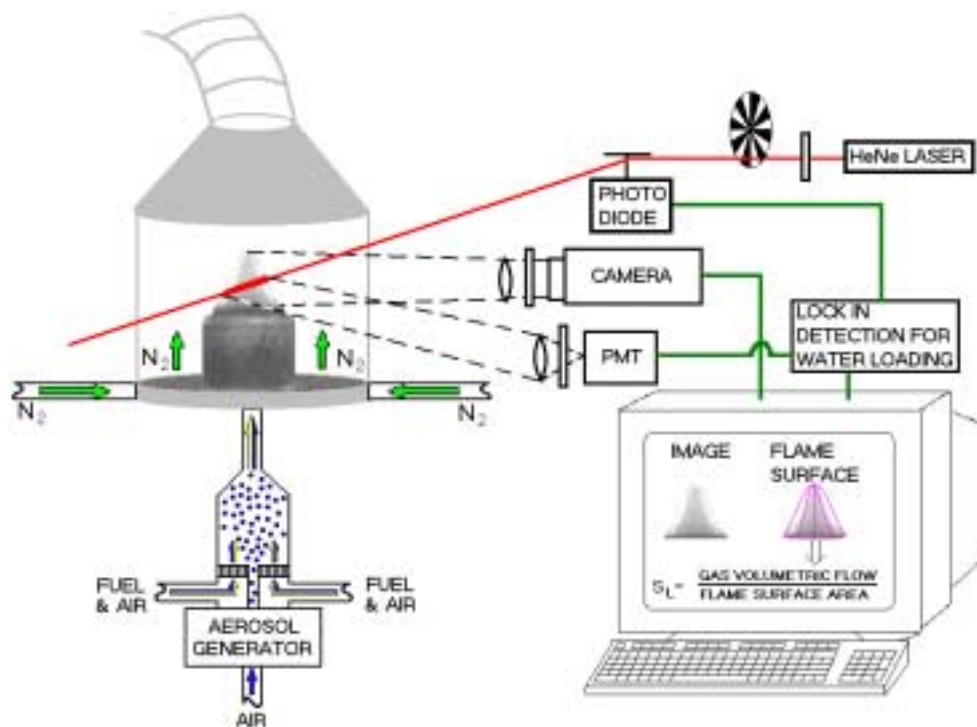 HeNe LASER
PHOTO
DIODE
CAMERA
LOCK IN
DETECTION FOR
WATER LOADING
PMT
N2
N2
N2
N2
IMAGE
FLAME
SURFACE
SL= GAS VOLUMETRIC FLOW
FLAME SURFACE AREA
FUEL
& AIR
FUEL
& AIR
AEROSOL
GENERATOR
AIR